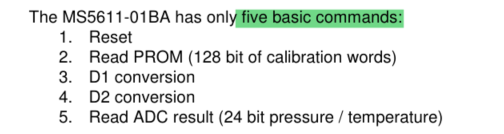 The MS5611-01BA has only five basic commands:
1. Reset
2. Read PROM (128 bit of calibration words)
3. D1 conversion
4. D2 conversion
5. Read ADC result (24 bit pressure / temperature)